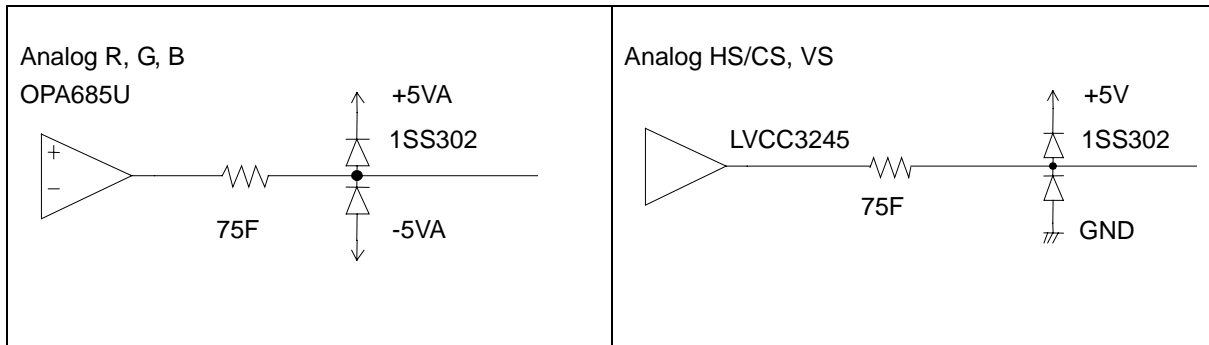 Analog R, G, B
OPA685U
+
−
+5VA
1SS302
75F
-5VA
Analog HS/CS, VS
LVCC3245
+5V
1SS302
75F
GND